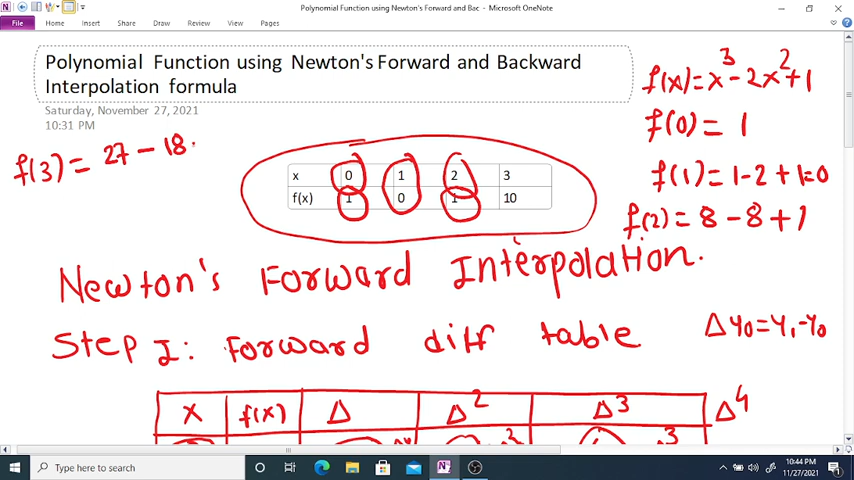 Polynomial Function using Newton's Forward and Bac - Microsoft OneNote
File Home Insert Share Draw Review Pages View
Polynomial Function using Newton's Forward and Backward
Interpolation formula
Saturday, November 27, 2021
10:31 PM
f(x)=x³-2x²+1
f(0)= 1
f(1)=1-2+1=0
f(2)=8-8+1
f(3)= 27-18.
x 0 1 2 3
f(x) 1 0 1 10
Newton's Forward Interpolation.
Step I: Forward diff table
Δy₀=y₁-y₀
x f(x) Δ Δ² Δ³ Δ⁴
Type here to search
10:44 PM
11/27/2021